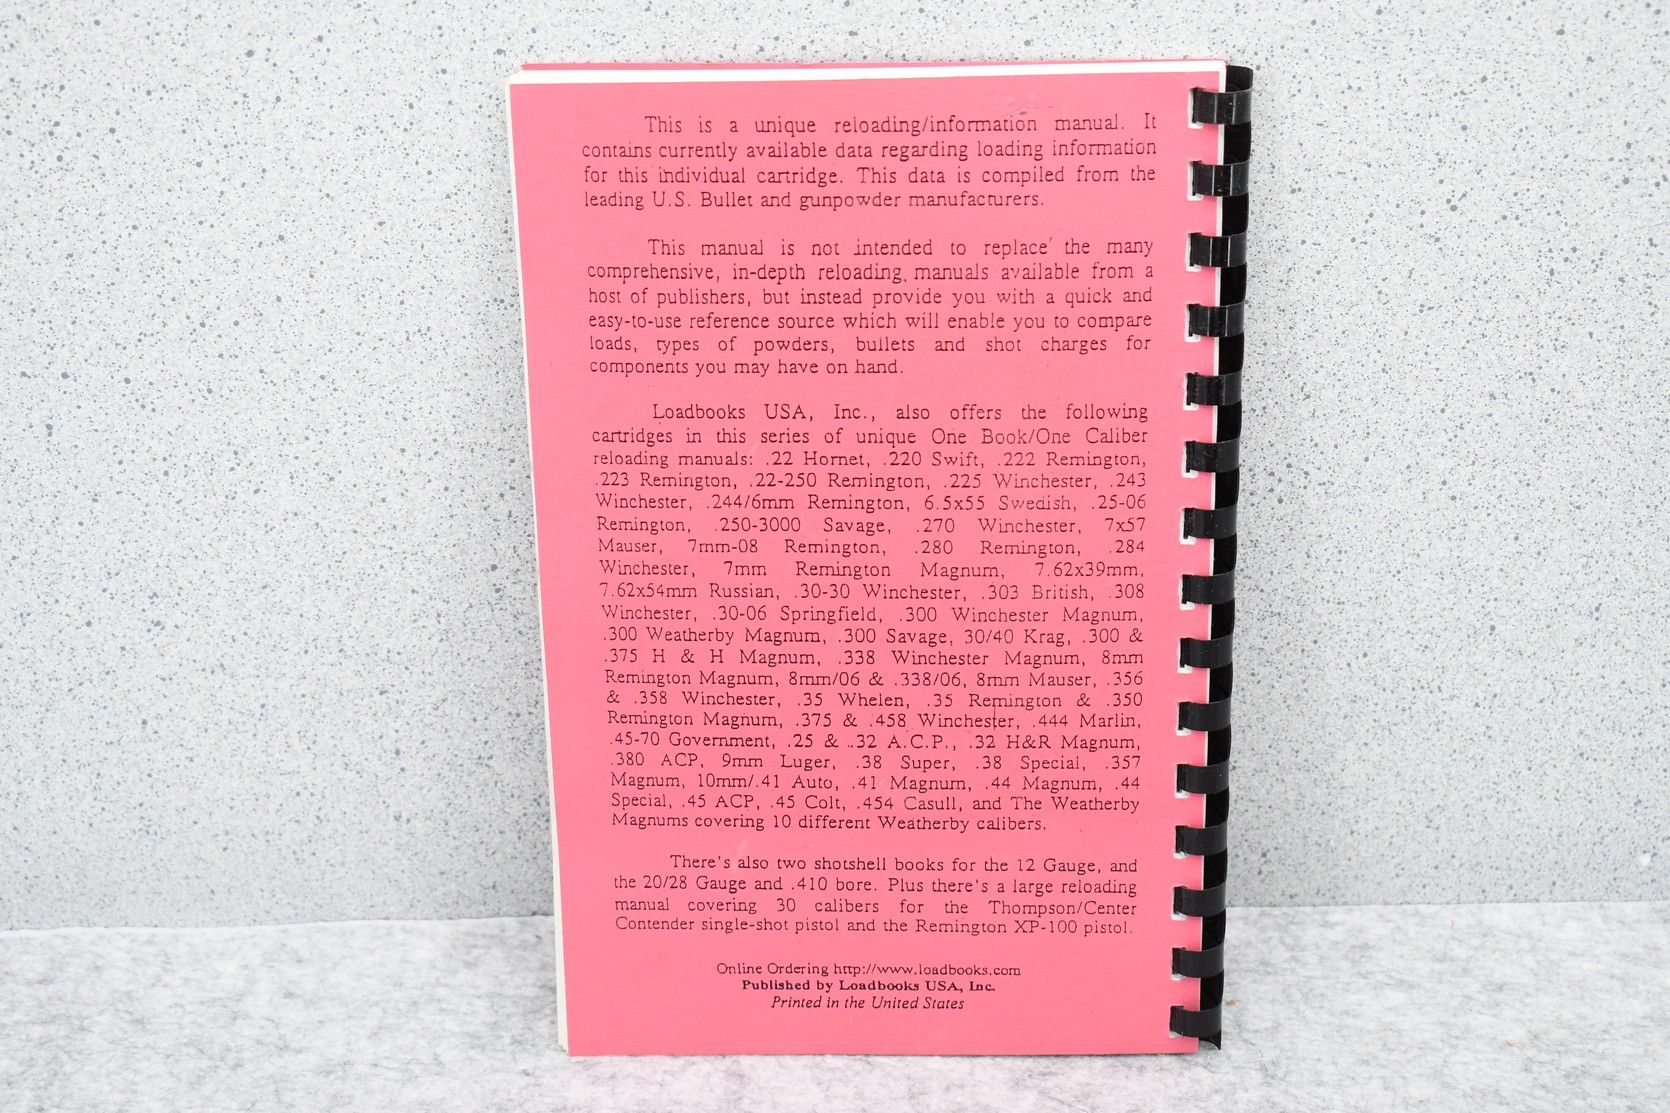 This is a unique reloading/information manual. It
contains currently available data regarding loading information
for this individual cartridge. This data is compiled from the
leading U.S. Bullet and gunpowder manufacturers.
This manual is not intended to replace the many
comprehensive, in-depth reloading manuals available from a
host of publishers, but instead provide you with a quick and
easy-to-use reference source which will enable you to compare
loads, types of powders, bullets and shot charges for
components you may have on hand.
Loadbooks USA, Inc., also offers the following
cartridges in this series of unique One Book/One Caliber
reloading manuals: .22 Hornet, .220 Swift, .222 Remington,
.223 Remington, .22-250 Remington, .225 Winchester, .243
Winchester, .244/6mm Remington, 6.5x55 Swedish, .25-06
Remington, .250-3000 Savage, .270 Winchester, 7x57
Mauser, 7mm-08 Remington, .280 Remington, .284
Winchester, 7mm Remington Magnum, 7.62x39mm,
7.62x54mm Russian, .30-30 Winchester, .303 British, .308
Winchester, .30-06 Springfield, .300 Winchester Magnum,
.300 Weatherby Magnum, .300 Savage, 30/40 Krag, .300 &
.375 H & H Magnum, .338 Winchester Magnum, 8mm
Remington Magnum, 8mm/06 & .338/06, 8mm Mauser, .356
& .358 Winchester, .35 Whelen, .35 Remington & .350
Remington Magnum, .375 & .458 Winchester, .444 Marlin,
.45-70 Government, .25 & .32 A.C.P., .32 H&R Magnum,
.380 ACP, 9mm Luger, .38 Super, .38 Special, .357
Magnum, 10mm/.41 Auto, .41 Magnum, .44 Magnum, .44
Special, .45 ACP, .45 Colt, .454 Casull, and The Weatherby
Magnums covering 10 different Weatherby calibers.
There's also two shotshell books for the 12 Gauge, and
the 20/28 Gauge and .410 bore. Plus there's a large reloading
manual covering 30 calibers for the Thompson/Center
Contender single-shot pistol and the Remington XP-100 pistol.
Online Ordering http://www.loadbooks.com
Published by Loadbooks USA, Inc.
Printed in the United States